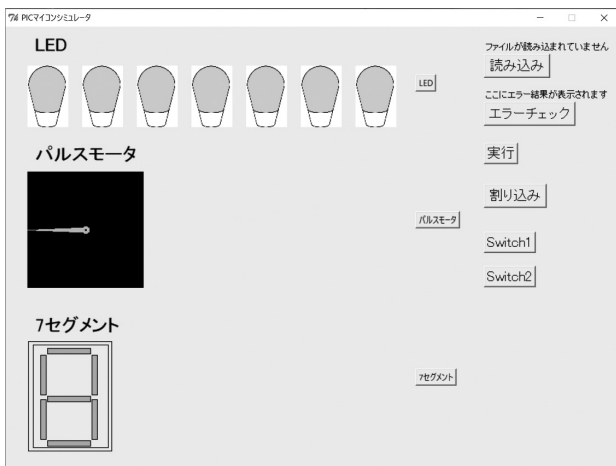 PICマイコンシミュレータ
LED
LED
パルスモータ
パルスモータ
7セグメント
7セグメント
ファイルが読み込まれていません
読み込み
ここにエラー結果が表示されます
エラーチェック
実行
割り込み
Switch1
Switch2